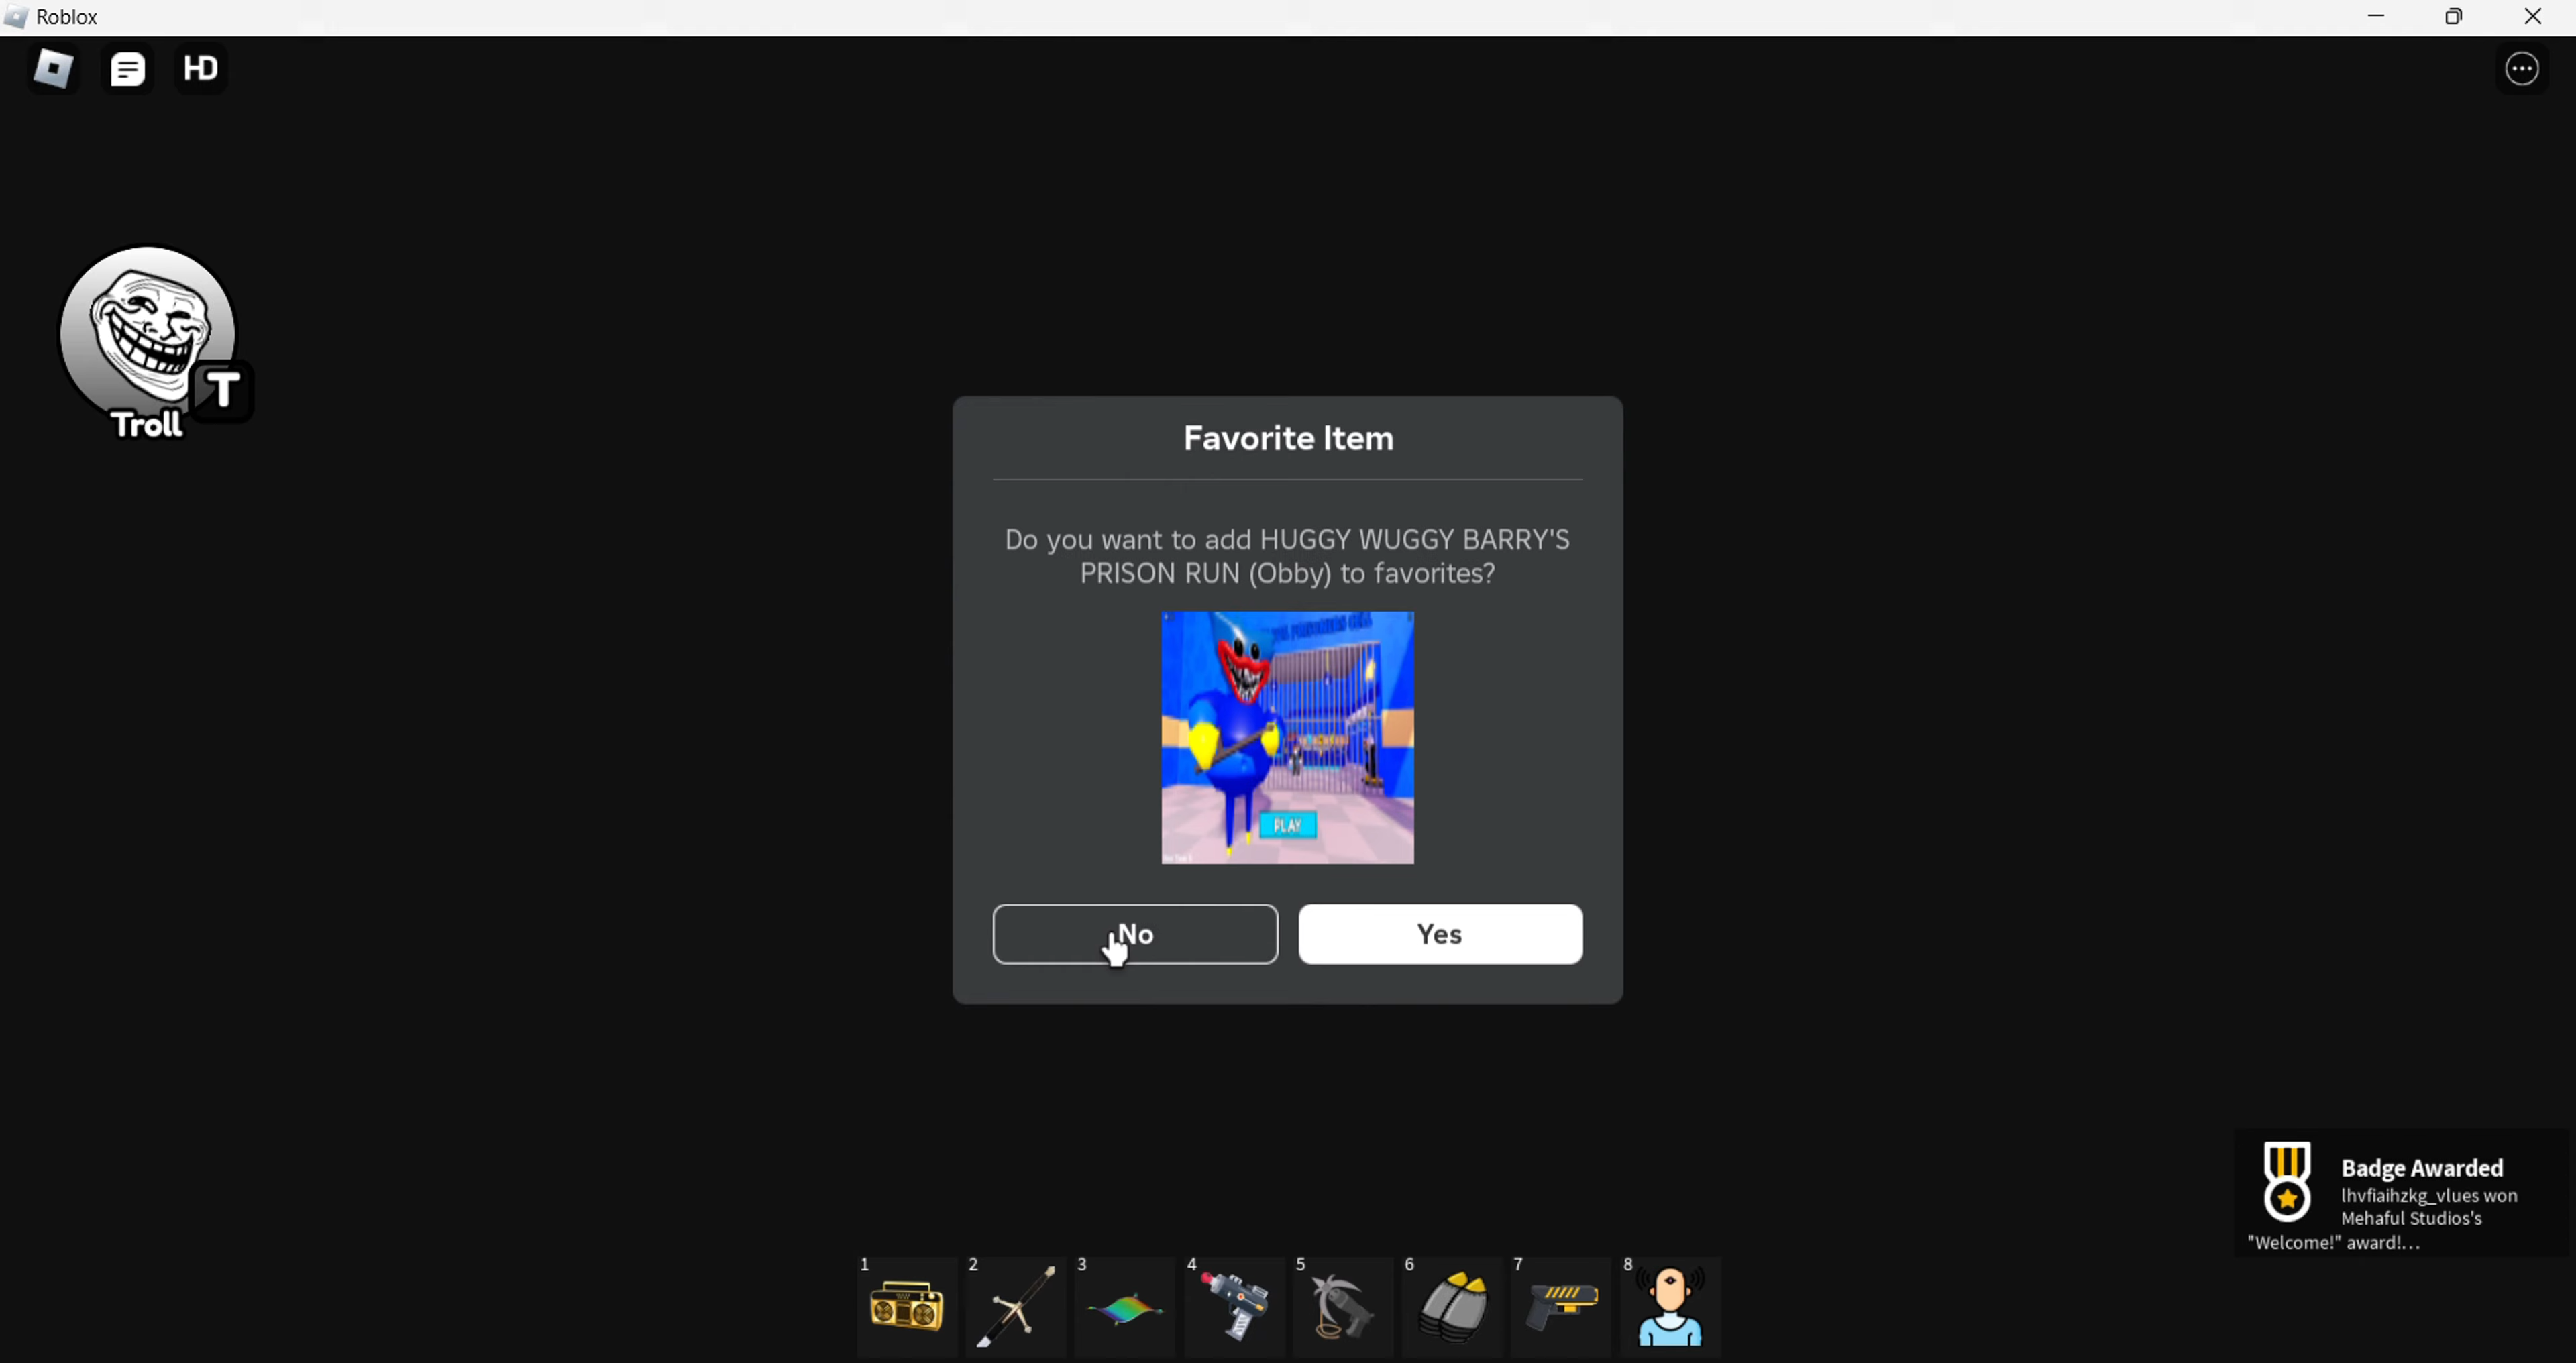 Roblox
HD
T
Troll
Favorite Item
Do you want to add HUGGY WUGGY BARRY'S
PRISON RUN (Obby) to favorites?
PLAY
No
Yes
Badge Awarded
lhvfiaihzkg_vlues won
Mehaful Studios's
"Welcome!" award!...
1
2
3
4
5
6
7
8